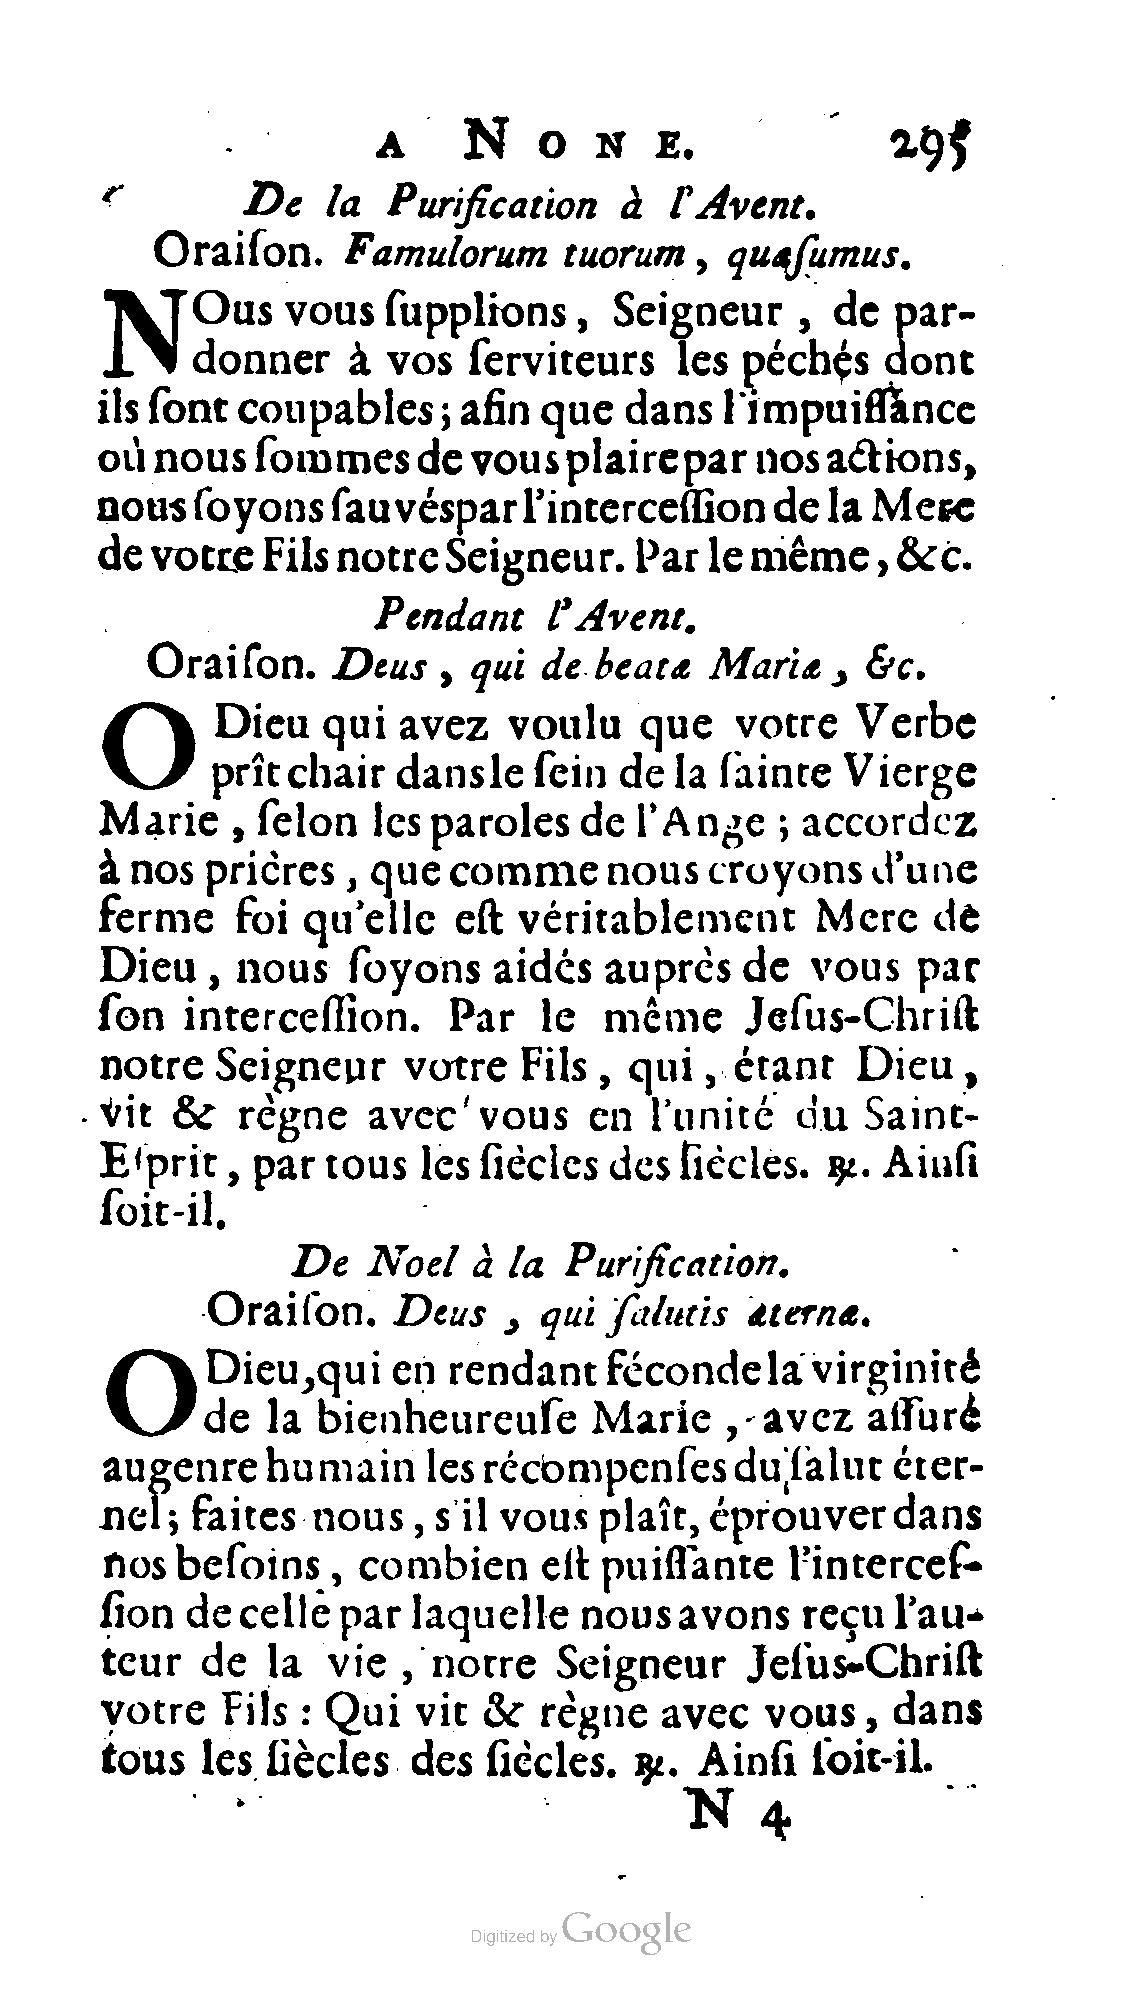 A NONE. 295
De la Purification à l'Avent.
Oraiſon. Famulorum tuorum, quæſumus.
NOus vous ſupplions, Seigneur, de par-
donner à vos ſerviteurs les péchés dont
ils ſont coupables; afin que dans l'impuiſſance
où nous ſommes de vous plaire par nos actions,
nous ſoyons ſauvés par l'interceſſion de la Mere
de votre Fils notre Seigneur. Par le même, &c.
Pendant l'Avent.
Oraiſon. Deus, qui de beatæ Mariæ, &c.
O Dieu qui avez voulu que votre Verbe
prît chair dans le ſein de la ſainte Vierge
Marie, ſelon les paroles de l'Ange; accordez
à nos prières, que comme nous croyons d'une
ferme foi qu'elle eſt véritablement Mere de
Dieu, nous ſoyons aidés auprès de vous par
ſon interceſſion. Par le même Jeſus-Chriſt
notre Seigneur votre Fils, qui, étant Dieu,
vit & règne avec vous en l'unité du Saint-
Eſprit, par tous les ſiècles des ſiècles. ℟. Ainſi
ſoit-il.
De Noel à la Purification.
Oraiſon. Deus, qui ſalutis æternæ.
O Dieu, qui en rendant féconde la virginité
de la bienheureuſe Marie, avez aſſuré
au genre humain les récompenſes du ſalut éter-
nel; faites nous, s'il vous plaît, éprouver dans
nos beſoins, combien eſt puiſſante l'interceſ-
ſion de celle par laquelle nous avons reçu l'au-
teur de la vie, notre Seigneur Jeſus-Chriſt
votre Fils: Qui vit & règne avec vous, dans
tous les ſiècles des ſiècles. ℟. Ainſi ſoit-il.
N 4
Digitized by Google